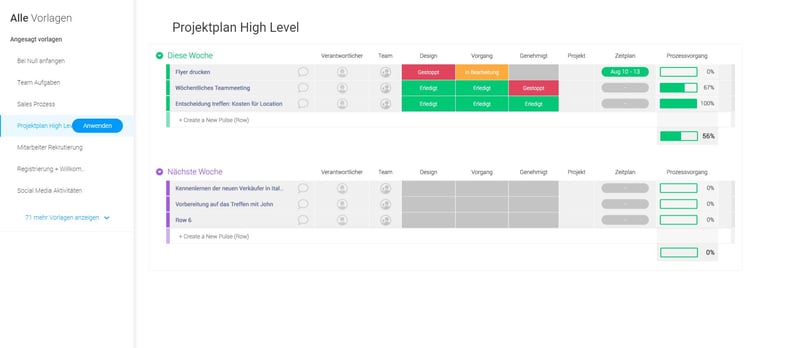 Alle Vorlagen
Angesagt vorlagen
Bei Null anfangen
Team Aufgaben
Sales Prozess
Projektplan High Leve
Anwenden
Mitarbeiter Rekrutierung
Registrierung + Willkom...
Social Media Aktivitäten
71 mehr Vorlagen anzeigen
Projektplan High Level
Diese Woche Verantwortlicher Team Design Vorgang Genehmigt Projekt Zeitplan Prozessvorgang
Flyer drucken Gestoppt in Bearbeitung Aug 10 - 13 0%
Wöchenliches Teammeeting Erledigt Erledigt Gestoppt - 67%
Entscheidung treffen: Kosten für Location Erledigt Erledigt Erledigt - 100%
+ Create a New Pulse (Row)
56%
Nächste Woche Verantwortlicher Team Design Vorgang Genehmigt Projekt Zeitplan Prozessvorgang
Kennenlernen der neuen Verkäufer in Ital... - 0%
Vorbereitung auf das Treffen mit John - 0%
Row 6 - 0%
+ Create a New Pulse (Row)
0%